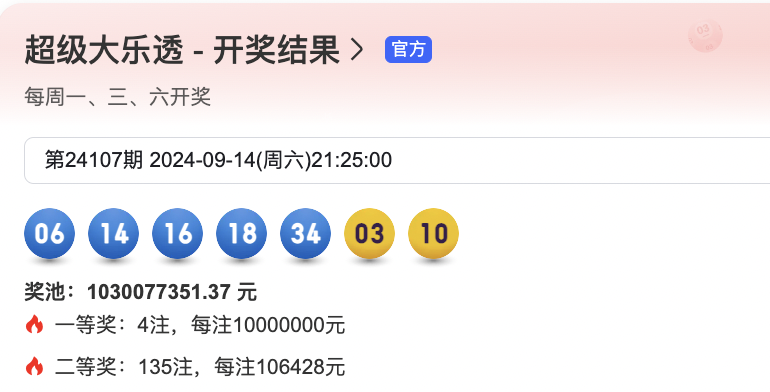 超级大乐透 - 开奖结果 官方
每周一、三、六开奖
第24107期 2024-09-14(周六)21:25:00
06 14 16 18 34 03 10
奖池：1030077351.37 元
一等奖：4注，每注10000000元
二等奖：135注，每注106428元